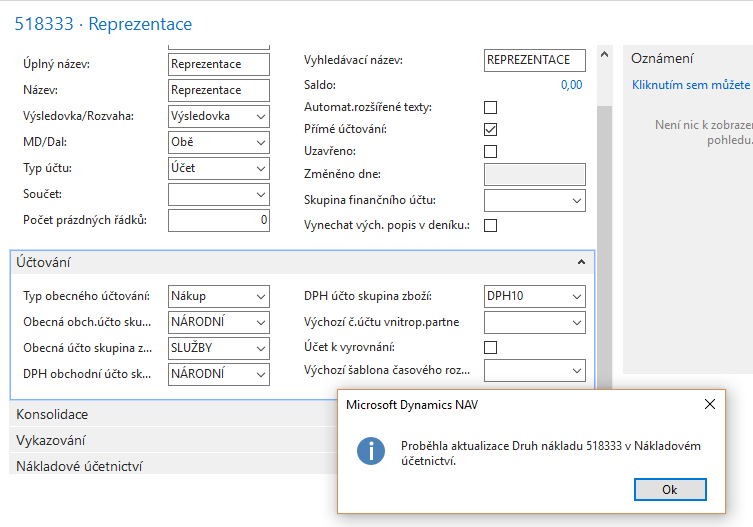 518333 · Reprezentace
Úplný název: Reprezentace
Název: Reprezentace
Výsledovka/Rozvaha: Výsledovka
MD/Dal: Obě
Typ účtu: Účet
Součet:
Počet prázdných řádků: 0
Vyhledávací název: REPREZENTACE
Saldo: 0,00
Automat.rozšířené texty:
Přímé účtování:
Uzavřeno:
Změněno dne:
Skupina finančního účtu:
Vynechat vých. popis v deníku.:
Účtování
Typ obecného účtování: Nákup
Obecná obch.účto sku... NÁRODNÍ
Obecná účto skupina z... SLUŽBY
DPH obchodní účto sk... NÁRODNÍ
DPH účto skupina zboží: DPH10
Výchozí č.účtu vnitrop.partne
Účet k vyrovnání:
Výchozí šablona časového roz...
Konsolidace
Vykazování
Nákladové účetnictví
Oznámení
Kliknutím sem můžete
Není nic k zobrazen
pohledu.
Microsoft Dynamics NAV
Proběhla aktualizace Druh nákladu 518333 v Nákladovém
účetnictví.
Ok